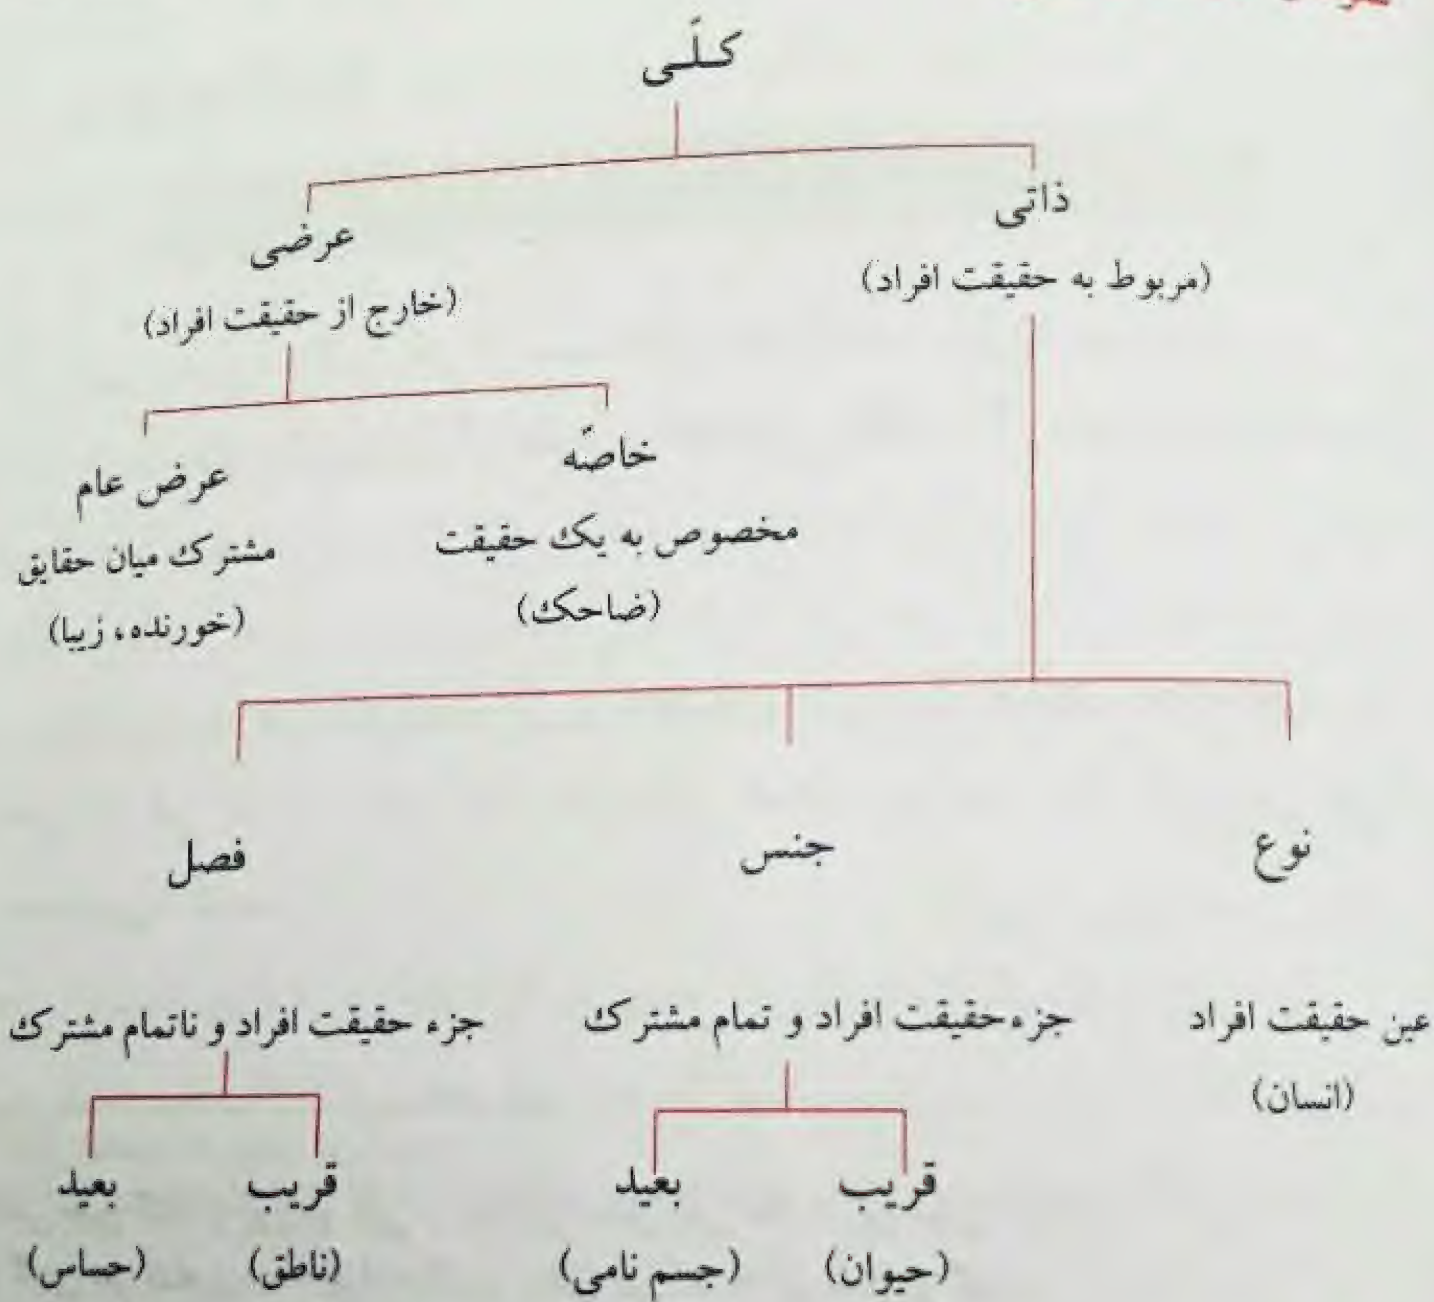 کلّی
ذاتی
(مربوط به حقیقت افراد)
عرضی
(خارج از حقیقت افراد)
خاصّه
مخصوص به یک حقیقت
(ضاحک)
عرض عام
مشترک میان حقایق
(خورنده، زیبا)
نوع
عین حقیقت افراد
(انسان)
جنس
جزء حقیقت افراد و تمام مشترک
قریب
(حیوان)
بعید
(جسم نامی)
فصل
جزء حقیقت افراد و ناتمام مشترک
قریب
(ناطق)
بعید
(حساس)